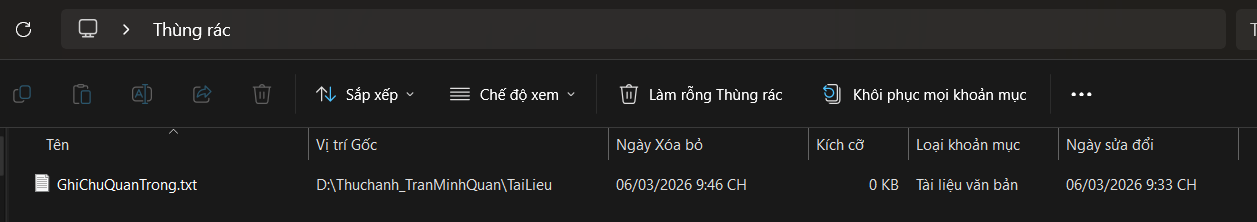 Thùng rác
T
Sắp xếp
Chế độ xem
Làm rỗng Thùng rác
Khôi phục mọi khoản mục
Tên Vị trí Gốc Ngày Xóa bỏ Kích cỡ Loại khoản mục Ngày sửa đổi
GhiChuQuanTrong.txt D:\Thuchanh_TranMinhQuan\TaiLieu 06/03/2026 9:46 CH 0 KB Tài liệu văn bản 06/03/2026 9:33 CH